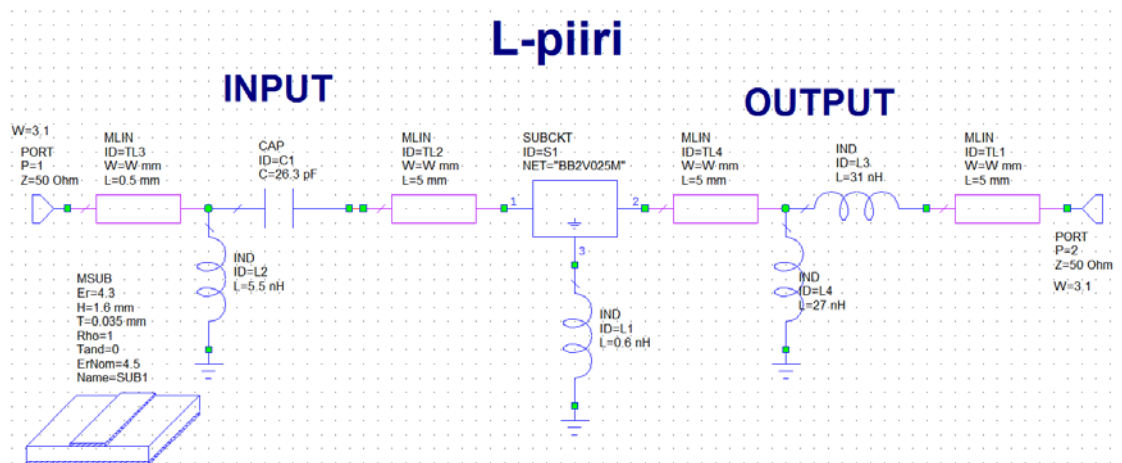 L-piiri
INPUT
OUTPUT
W=3.1
PORT
P=1
Z=50 Ohm
MLIN
ID=TL3
W=W mm
L=0.5 mm
CAP
ID=C1
C=26.3 pF
MLIN
ID=TL2
W=W mm
L=5 mm
SUBCKT
ID=S1
NET="BB2V025M"
1
2
3
MLIN
ID=TL4
W=W mm
L=5 mm
IND
ID=L3
L=31 nH
MLIN
ID=TL1
W=W mm
L=5 mm
PORT
P=2
Z=50 Ohm
W=3.1
IND
ID=L2
L=5.5 nH
IND
ID=L1
L=0.6 nH
IND
ID=L4
L=27 nH
MSUB
Er=4.3
H=1.6 mm
T=0.035 mm
Rho=1
Tand=0
ErNom=4.5
Name=SUB1